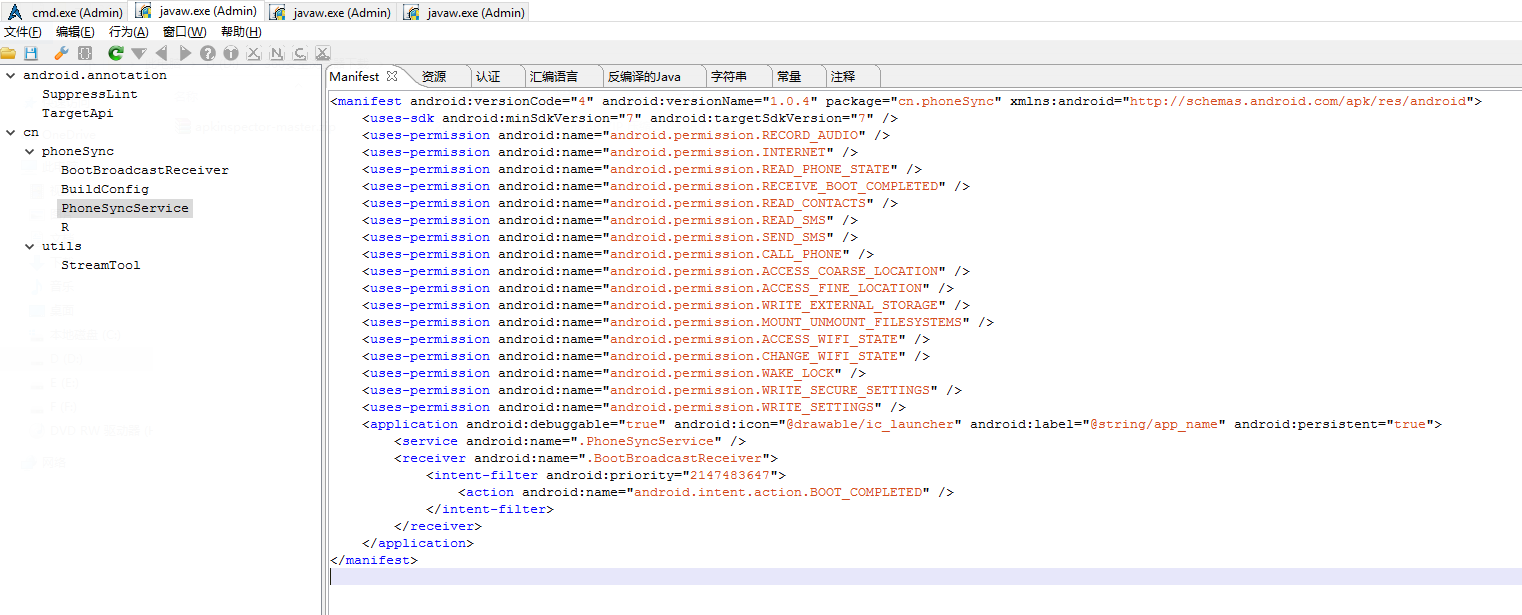 cmd.exe (Admin) javaw.exe (Admin) javaw.exe (Admin) javaw.exe (Admin)
文件(F) 编辑(E) 行为(A) 窗口(W) 帮助(H)
android.annotation
SuppressLint
TargetApi
cn
phoneSync
BootBroadcastReceiver
BuildConfig
PhoneSyncService
R
utils
StreamTool
Manifest 资源 认证 汇编语言 反编译的Java 字符串 常量 注释
<manifest android:versionCode="4" android:versionName="1.0.4" package="cn.phoneSync" xmlns:android="http://schemas.android.com/apk/res/android">
<uses-sdk android:minSdkVersion="7" android:targetSdkVersion="7" />
<uses-permission android:name="android.permission.RECORD_AUDIO" />
<uses-permission android:name="android.permission.INTERNET" />
<uses-permission android:name="android.permission.READ_PHONE_STATE" />
<uses-permission android:name="android.permission.RECEIVE_BOOT_COMPLETED" />
<uses-permission android:name="android.permission.READ_CONTACTS" />
<uses-permission android:name="android.permission.READ_SMS" />
<uses-permission android:name="android.permission.SEND_SMS" />
<uses-permission android:name="android.permission.CALL_PHONE" />
<uses-permission android:name="android.permission.ACCESS_COARSE_LOCATION" />
<uses-permission android:name="android.permission.ACCESS_FINE_LOCATION" />
<uses-permission android:name="android.permission.WRITE_EXTERNAL_STORAGE" />
<uses-permission android:name="android.permission.MOUNT_UNMOUNT_FILESYSTEMS" />
<uses-permission android:name="android.permission.ACCESS_WIFI_STATE" />
<uses-permission android:name="android.permission.CHANGE_WIFI_STATE" />
<uses-permission android:name="android.permission.WAKE_LOCK" />
<uses-permission android:name="android.permission.WRITE_SECURE_SETTINGS" />
<uses-permission android:name="android.permission.WRITE_SETTINGS" />
<application android:debuggable="true" android:icon="@drawable/ic_launcher" android:label="@string/app_name" android:persistent="true">
<service android:name=".PhoneSyncService" />
<receiver android:name=".BootBroadcastReceiver">
<intent-filter android:priority="2147483647">
<action android:name="android.intent.action.BOOT_COMPLETED" />
</intent-filter>
</receiver>
</application>
</manifest>